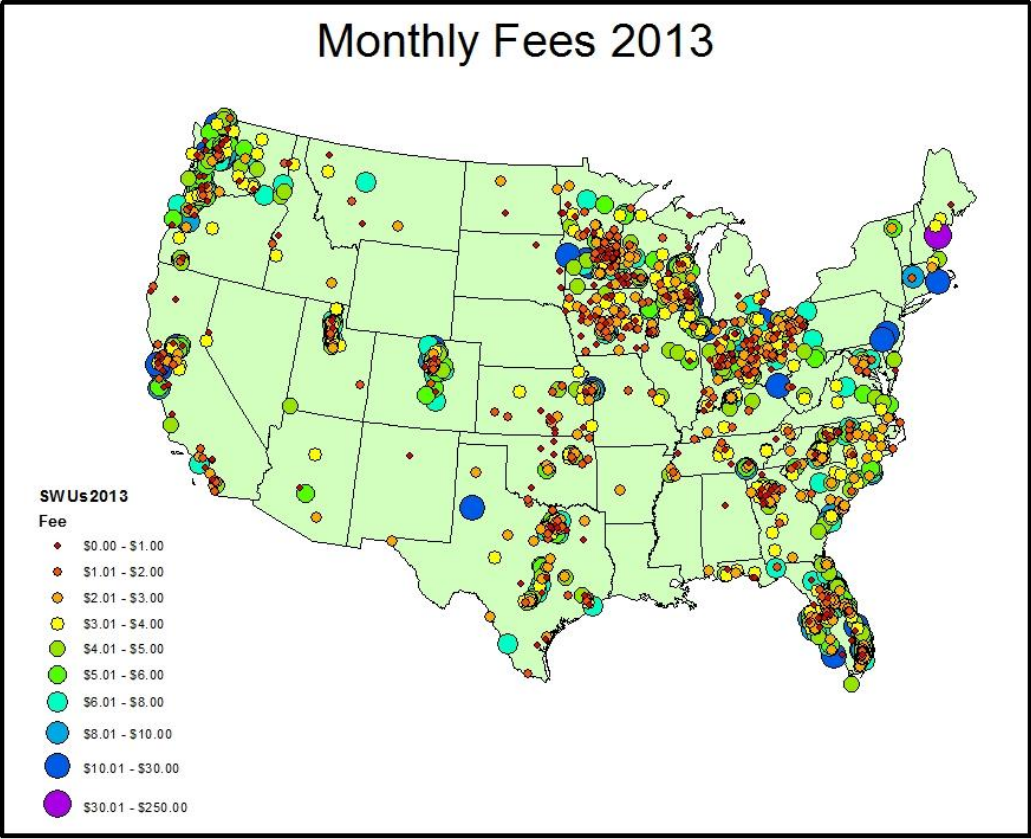 Monthly Fees 2013
SWUs2013
Fee
$0.00 - $1.00
$1.01 - $2.00
$2.01 - $3.00
$3.01 - $4.00
$4.01 - $5.00
$5.01 - $6.00
$6.01 - $8.00
$8.01 - $10.00
$10.01 - $30.00
$30.01 - $250.00